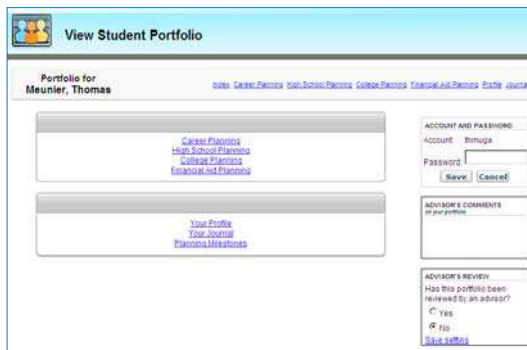 View Student Portfolio
Portfolio for
Meunier, Thomas
Index Career Planning High School Planning College Planning Financial Aid Planning Profile Journa
Career Planning
High School Planning
College Planning
Financial Aid Planning
Your Profile
Your Journal
Planning Milestones
ACCOUNT AND PASSWORD
Account: thmuga
Password
Save Cancel
ADVISOR'S COMMENTS
on your portfolio
ADVISOR'S REVIEW
Has this portfolio been
reviewed by an advisor?
Yes
No
Save setting